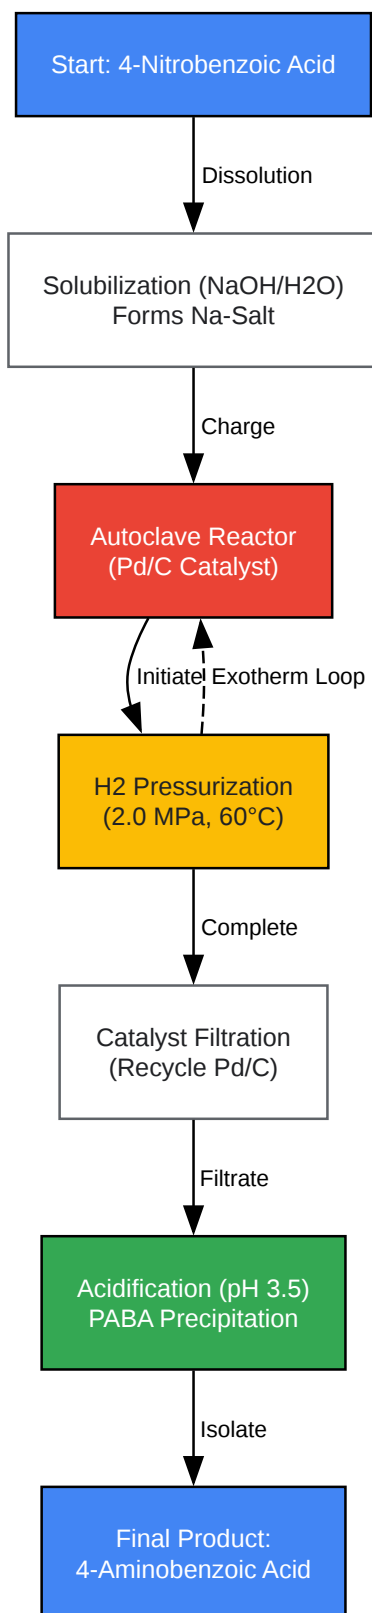 Start: 4-Nitrobenzoic Acid
Dissolution
Solubilization (NaOH/H2O)
Forms Na-Salt
Charge
Autoclave Reactor
(Pd/C Catalyst)
Initiate
Exotherm Loop
H2 Pressurization
(2.0 MPa, 60°C)
Complete
Catalyst Filtration
(Recycle Pd/C)
Filtrate
Acidification (pH 3.5)
PABA Precipitation
Isolate
Final Product:
4-Aminobenzoic Acid